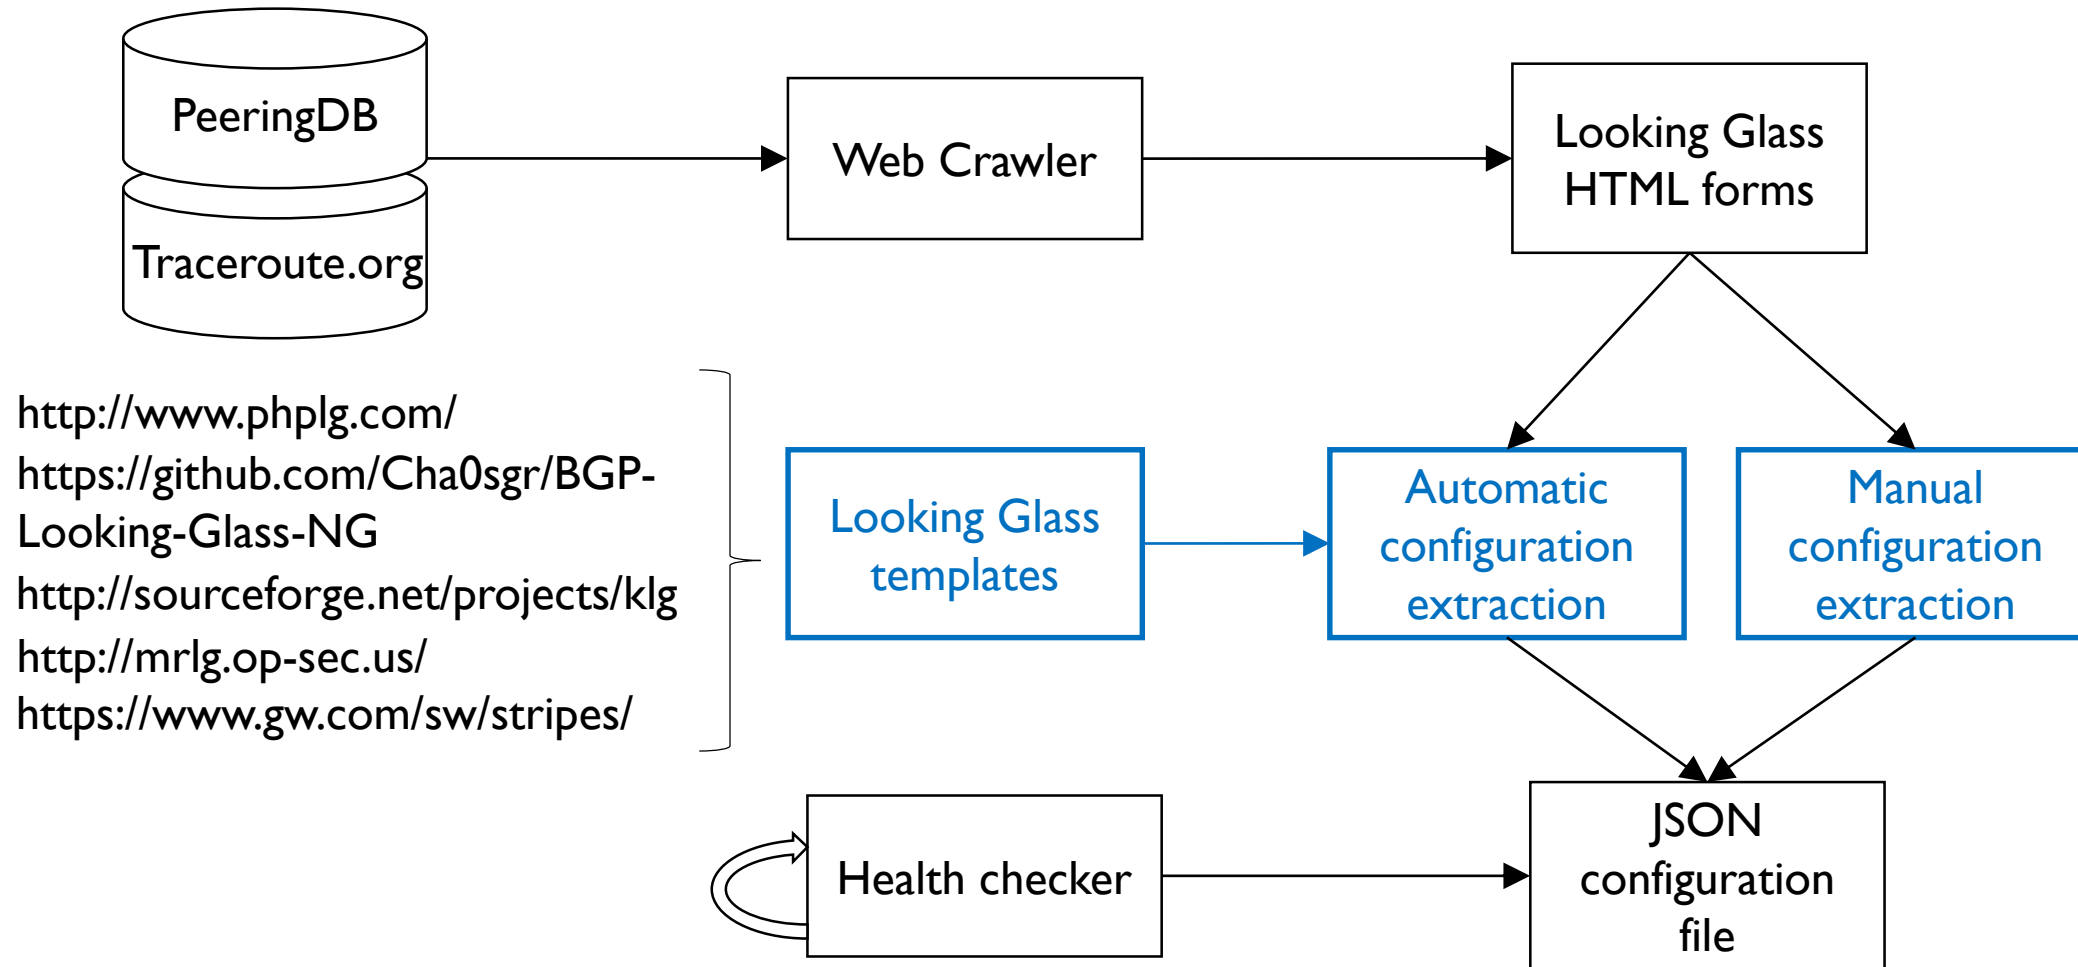 PeeringDB
Traceroute.org
Web Crawler
Looking Glass
HTML forms
http://www.phplg.com/
https://github.com/Cha0sgr/BGP-
Looking-Glass-NG
http://sourceforge.net/projects/klg
http://mrlg.op-sec.us/
https://www.gw.com/sw/stripes/
Looking Glass
templates
Automatic
configuration
extraction
Manual
configuration
extraction
Health checker
JSON
configuration
file